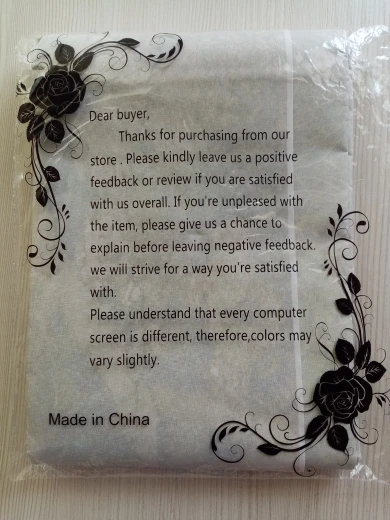 Dear buyer,
Thanks for purchasing from our
store . Please kindly leave us a positive
feedback or review if you are satisfied
with us overall. If you're unpleased with
the item, please give us a chance to
explain before leaving negative feedback.
we will strive for a way you're satisfied
with.
Please understand that every computer
screen is different, therefore,colors may
vary slightly.
Made in China